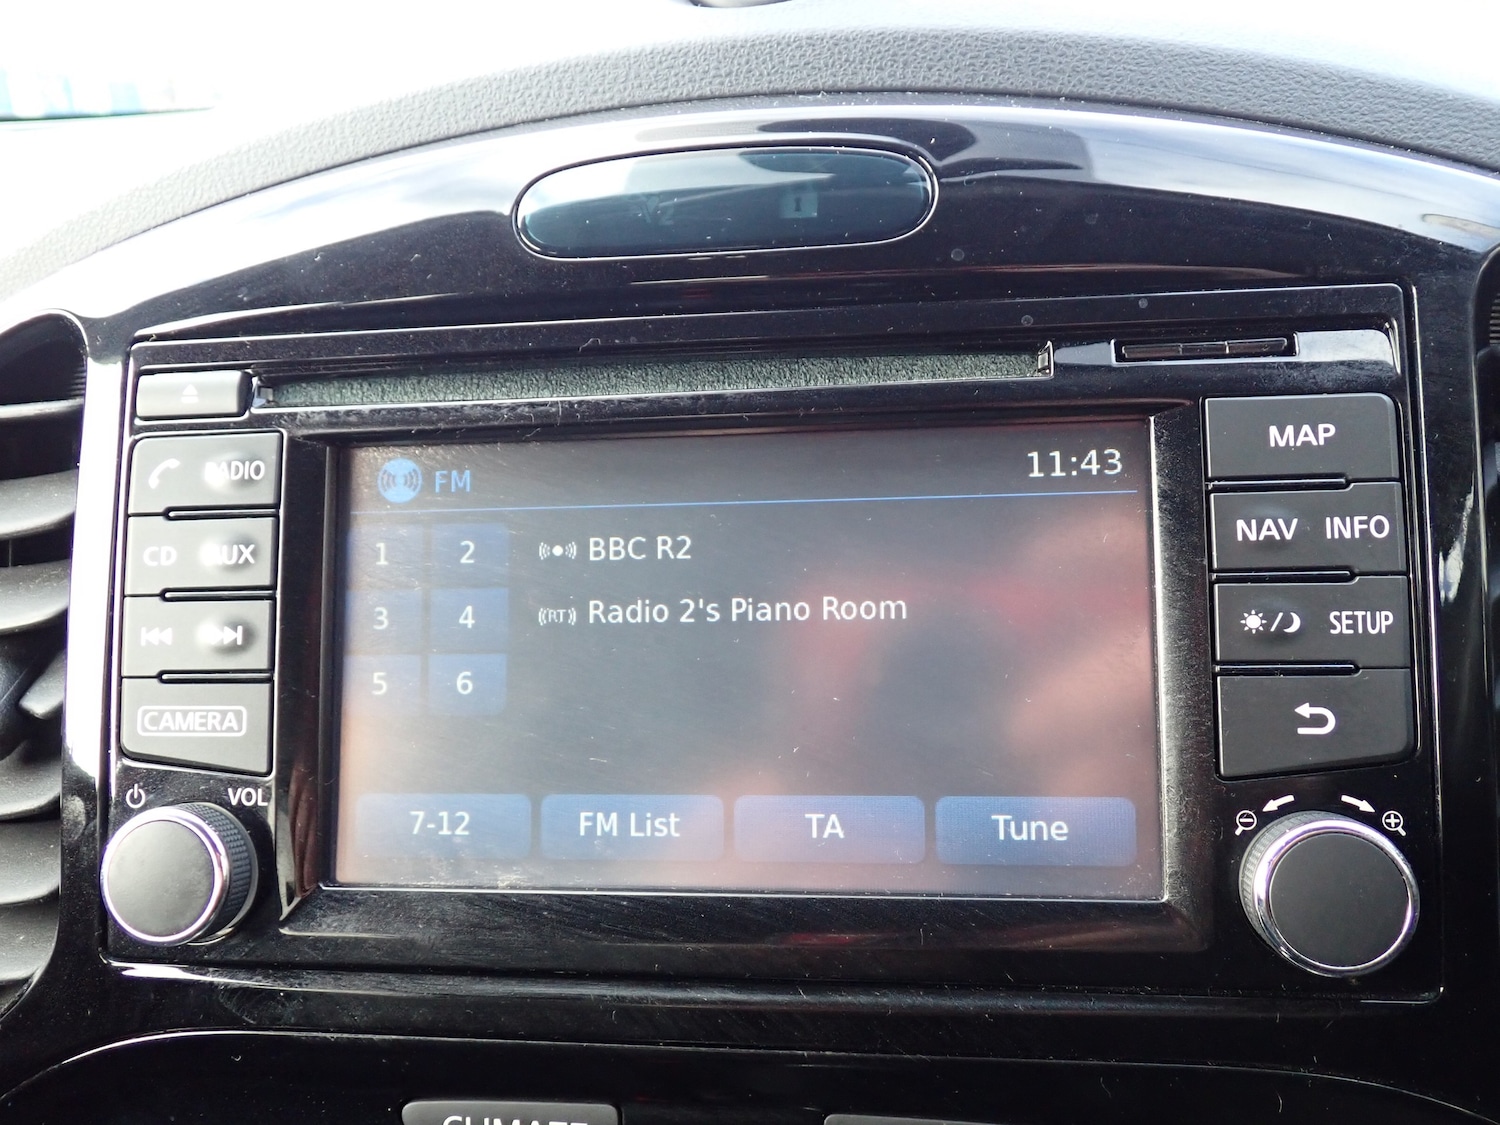 RADIO
CD AUX
CAMERA
VOL
FM 11:43
1 2 BBC R2
3 4 RT Radio 2's Piano Room
5 6
7-12 FM List TA Tune
MAP
NAV INFO
SETUP
CLIMATE